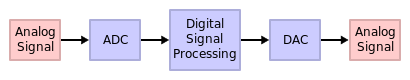 Analog
Signal
ADC
Digital
Signal
Processing
DAC
Analog
Signal